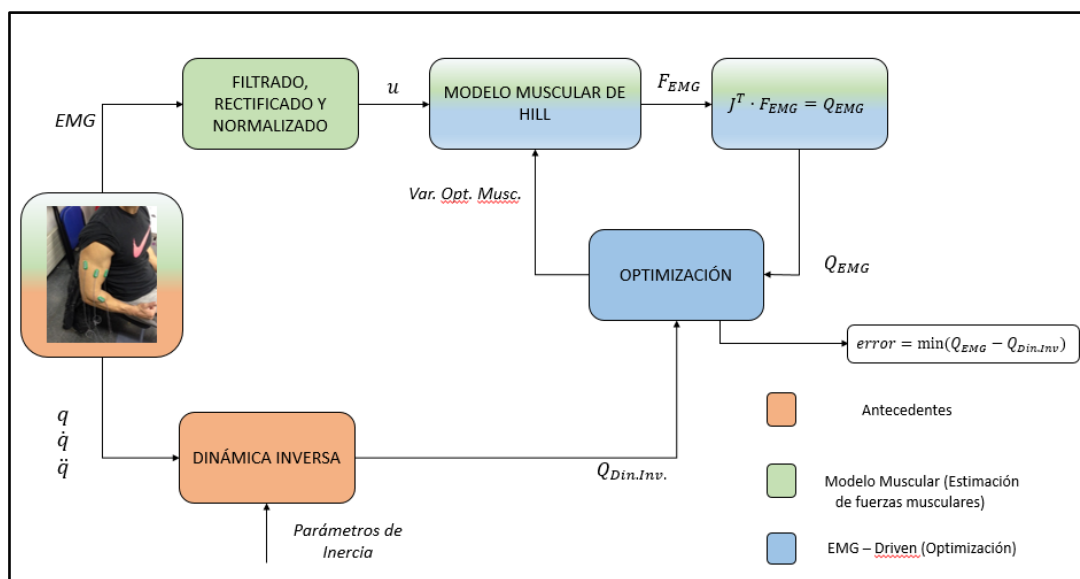 EMG
FILTRADO,
RECTIFICADO Y
NORMALIZADO
u
MODELO MUSCULAR DE
HILL
F_EMG
J^T · F_EMG = Q_EMG
Var. Opt. Musc.
OPTIMIZACIÓN
Q_EMG
error = min(Q_EMG − Q_Din.Inv)
q
q̇
q̈
DINÁMICA INVERSA
Q_Din.Inv.
Parámetros de
Inercia
Antecedentes
Modelo Muscular (Estimación
de fuerzas musculares)
EMG – Driven (Optimización)